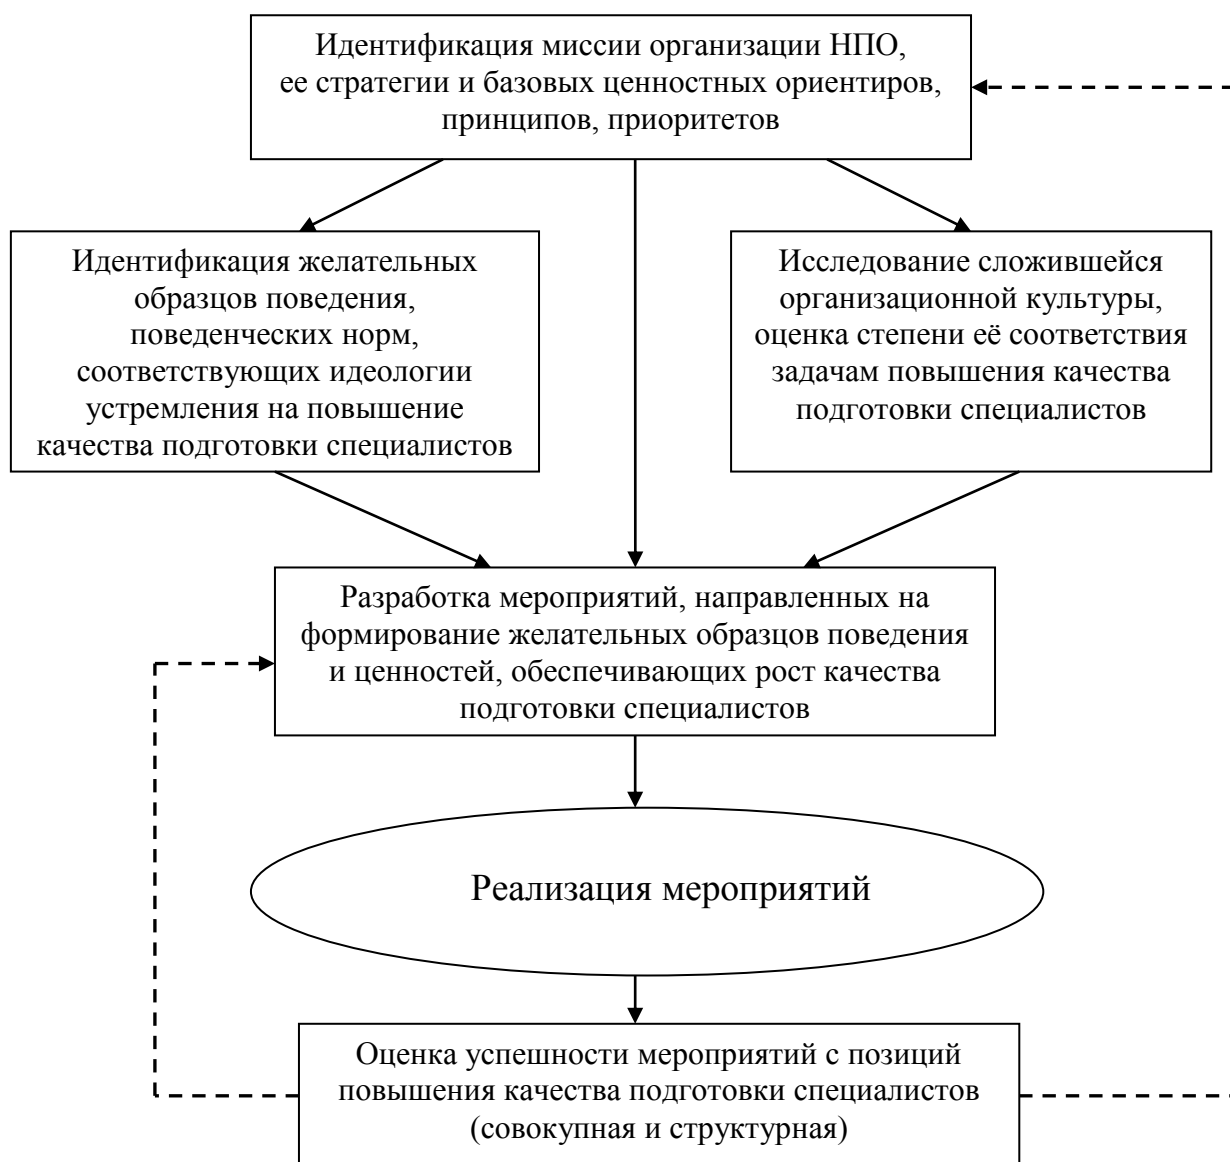 Идентификация миссии организации НПО,
ее стратегии и базовых ценностных ориентиров,
принципов, приоритетов
Идентификация желательных
образцов поведения,
поведенческих норм,
соответствующих идеологии
устремления на повышение
качества подготовки специалистов
Исследование сложившейся
организационной культуры,
оценка степени её соответствия
задачам повышения качества
подготовки специалистов
Разработка мероприятий, направленных на
формирование желательных образцов поведения
и ценностей, обеспечивающих рост качества
подготовки специалистов
Реализация мероприятий
Оценка успешности мероприятий с позиций
повышения качества подготовки специалистов
(совокупная и структурная)